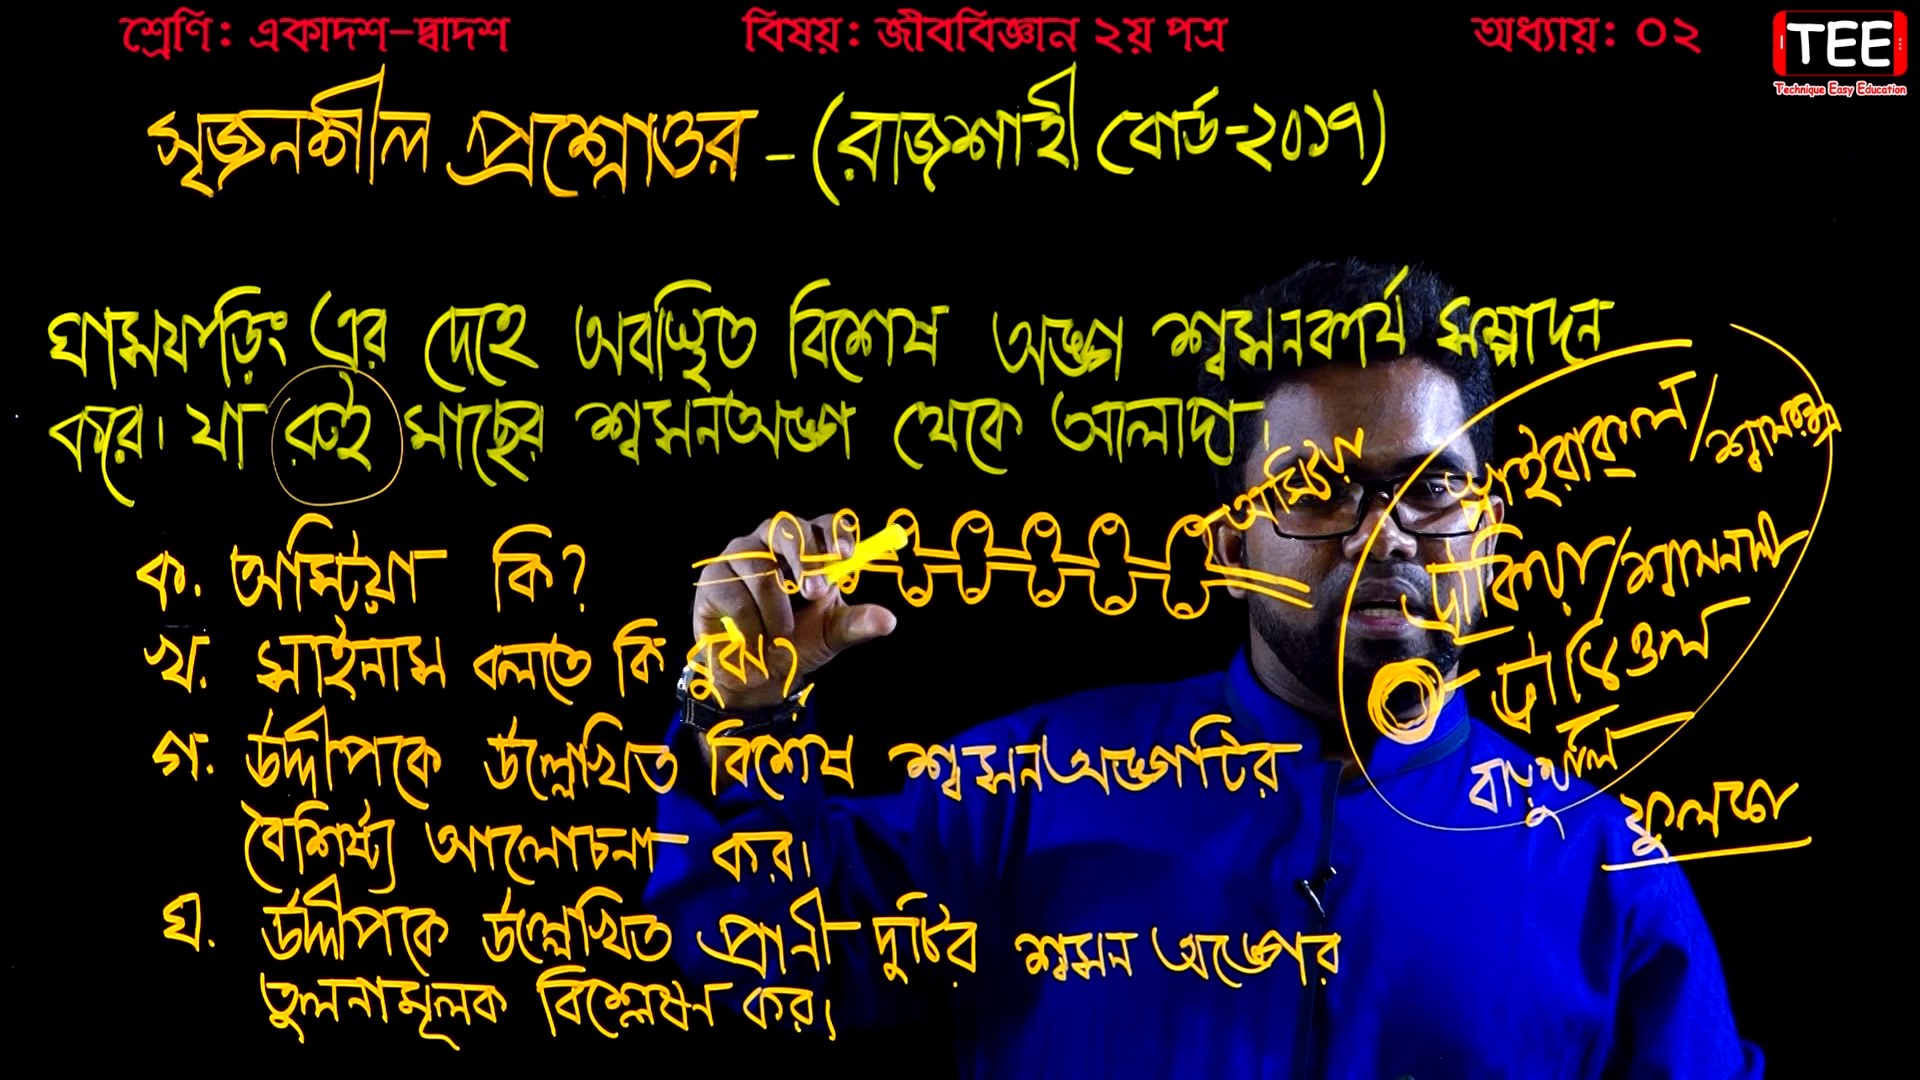 শ্রেণি: একাদশ-দ্বাদশ
বিষয়: জীববিজ্ঞান ২য় পত্র
অধ্যায়: ০২
TEE
Technique Easy Education
সৃজনশীল প্রশ্নোত্তর - (রাজশাহী বোর্ড-২০১৭)
ঘাসফড়িং এর দেহে অবস্থিত বিশেষ অঙ্গ শ্বসনকার্য সম্পাদন
করে। যা রুই মাছের শ্বসনঅঙ্গ থেকে আলাদা।
অস্টিয়া
স্পাইরাকল/শ্বাসরন্ধ্র
ট্রাকিয়া/শ্বাসনালী
ট্রাকিওল
বায়ুথলি
ফুলকা
ক. অস্টিয়া কি?
খ. সাইনাস বলতে কি বুঝ?
গ. উদ্দীপকে উল্লেখিত বিশেষ শ্বসনঅঙ্গটির
বৈশিষ্ট্য আলোচনা কর।
ঘ. উদ্দীপকে উল্লেখিত প্রানী দুটির শ্বসন অঙ্গের
তুলনামূলক বিশ্লেষণ কর।